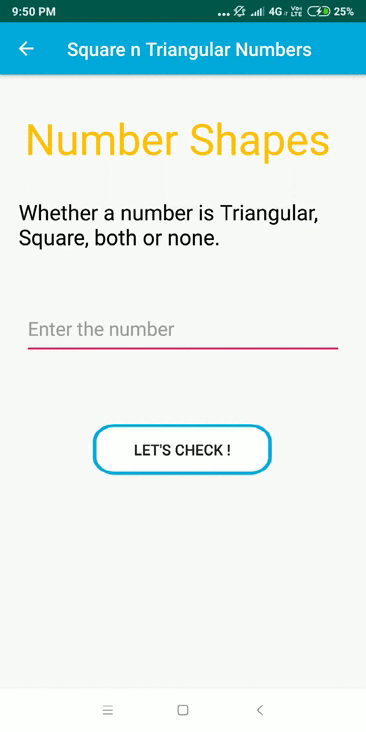 9:50 PM ... 4G Vo) LTE 25%
Square n Triangular Numbers
Number Shapes
Whether a number is Triangular,
Square, both or none.
Enter the number
LET'S CHECK !